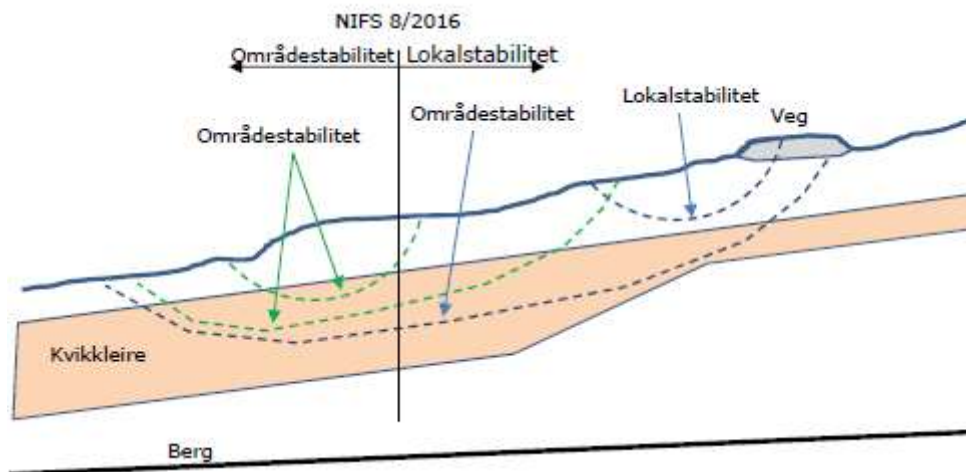 NIFS 8/2016
Områdestabilitet Lokalstabilitet
Lokalstabilitet
Veg
Områdestabilitet
Områdestabilitet
Kvikkleire
Berg